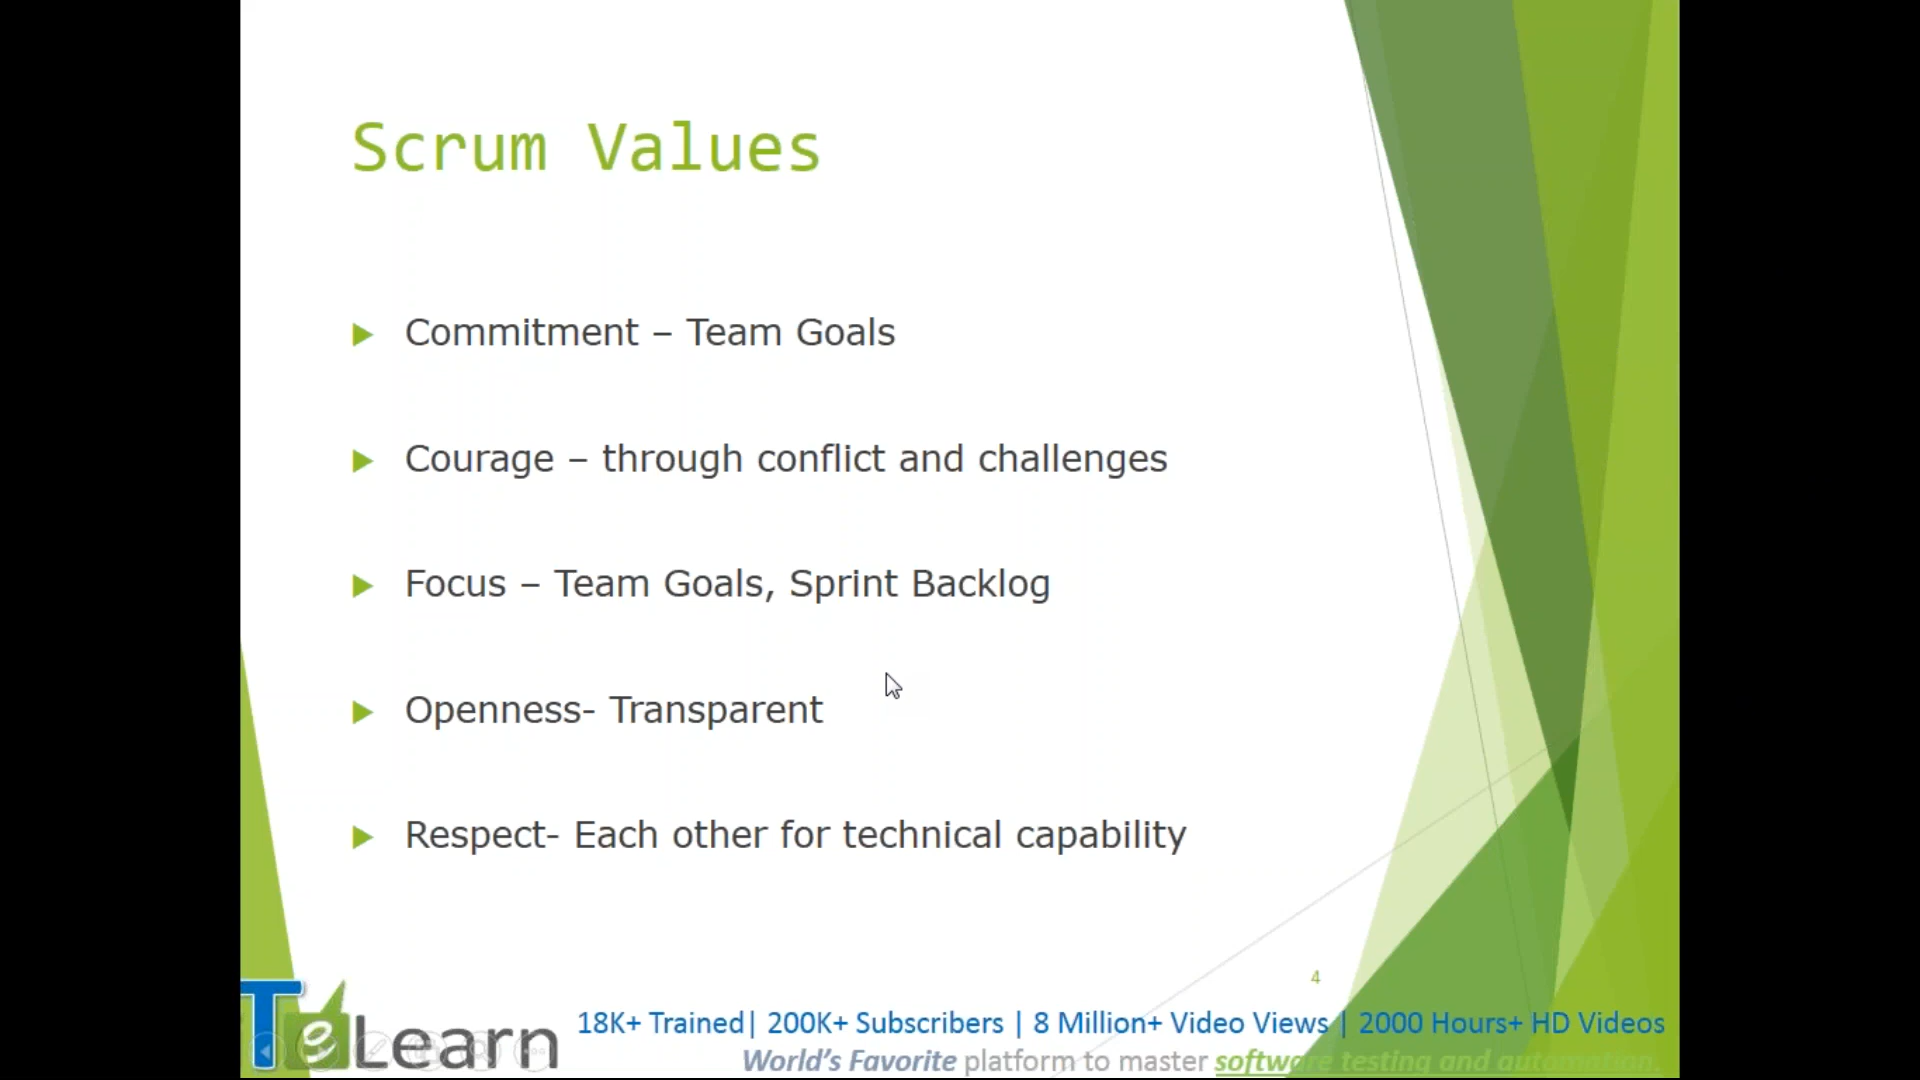 Scrum Values
Commitment – Team Goals
Courage – through conflict and challenges
Focus – Team Goals, Sprint Backlog
Openness- Transparent
Respect- Each other for technical capability
4
TeLearn
18K+ Trained| 200K+ Subscribers | 8 Million+ Video Views | 2000 Hours+ HD Videos
World's Favorite platform to master software testing and automation.